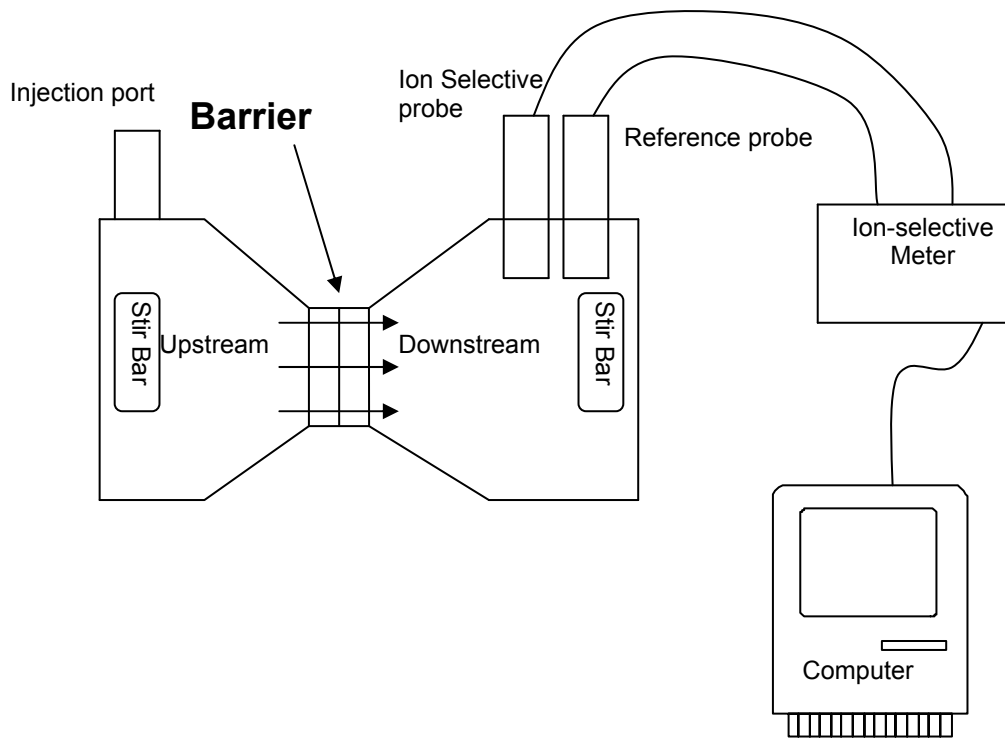 Injection port
Barrier
Ion Selective
probe
Reference probe
Ion-selective
Meter
Stir Bar
Upstream
Downstream
Stir Bar
Computer